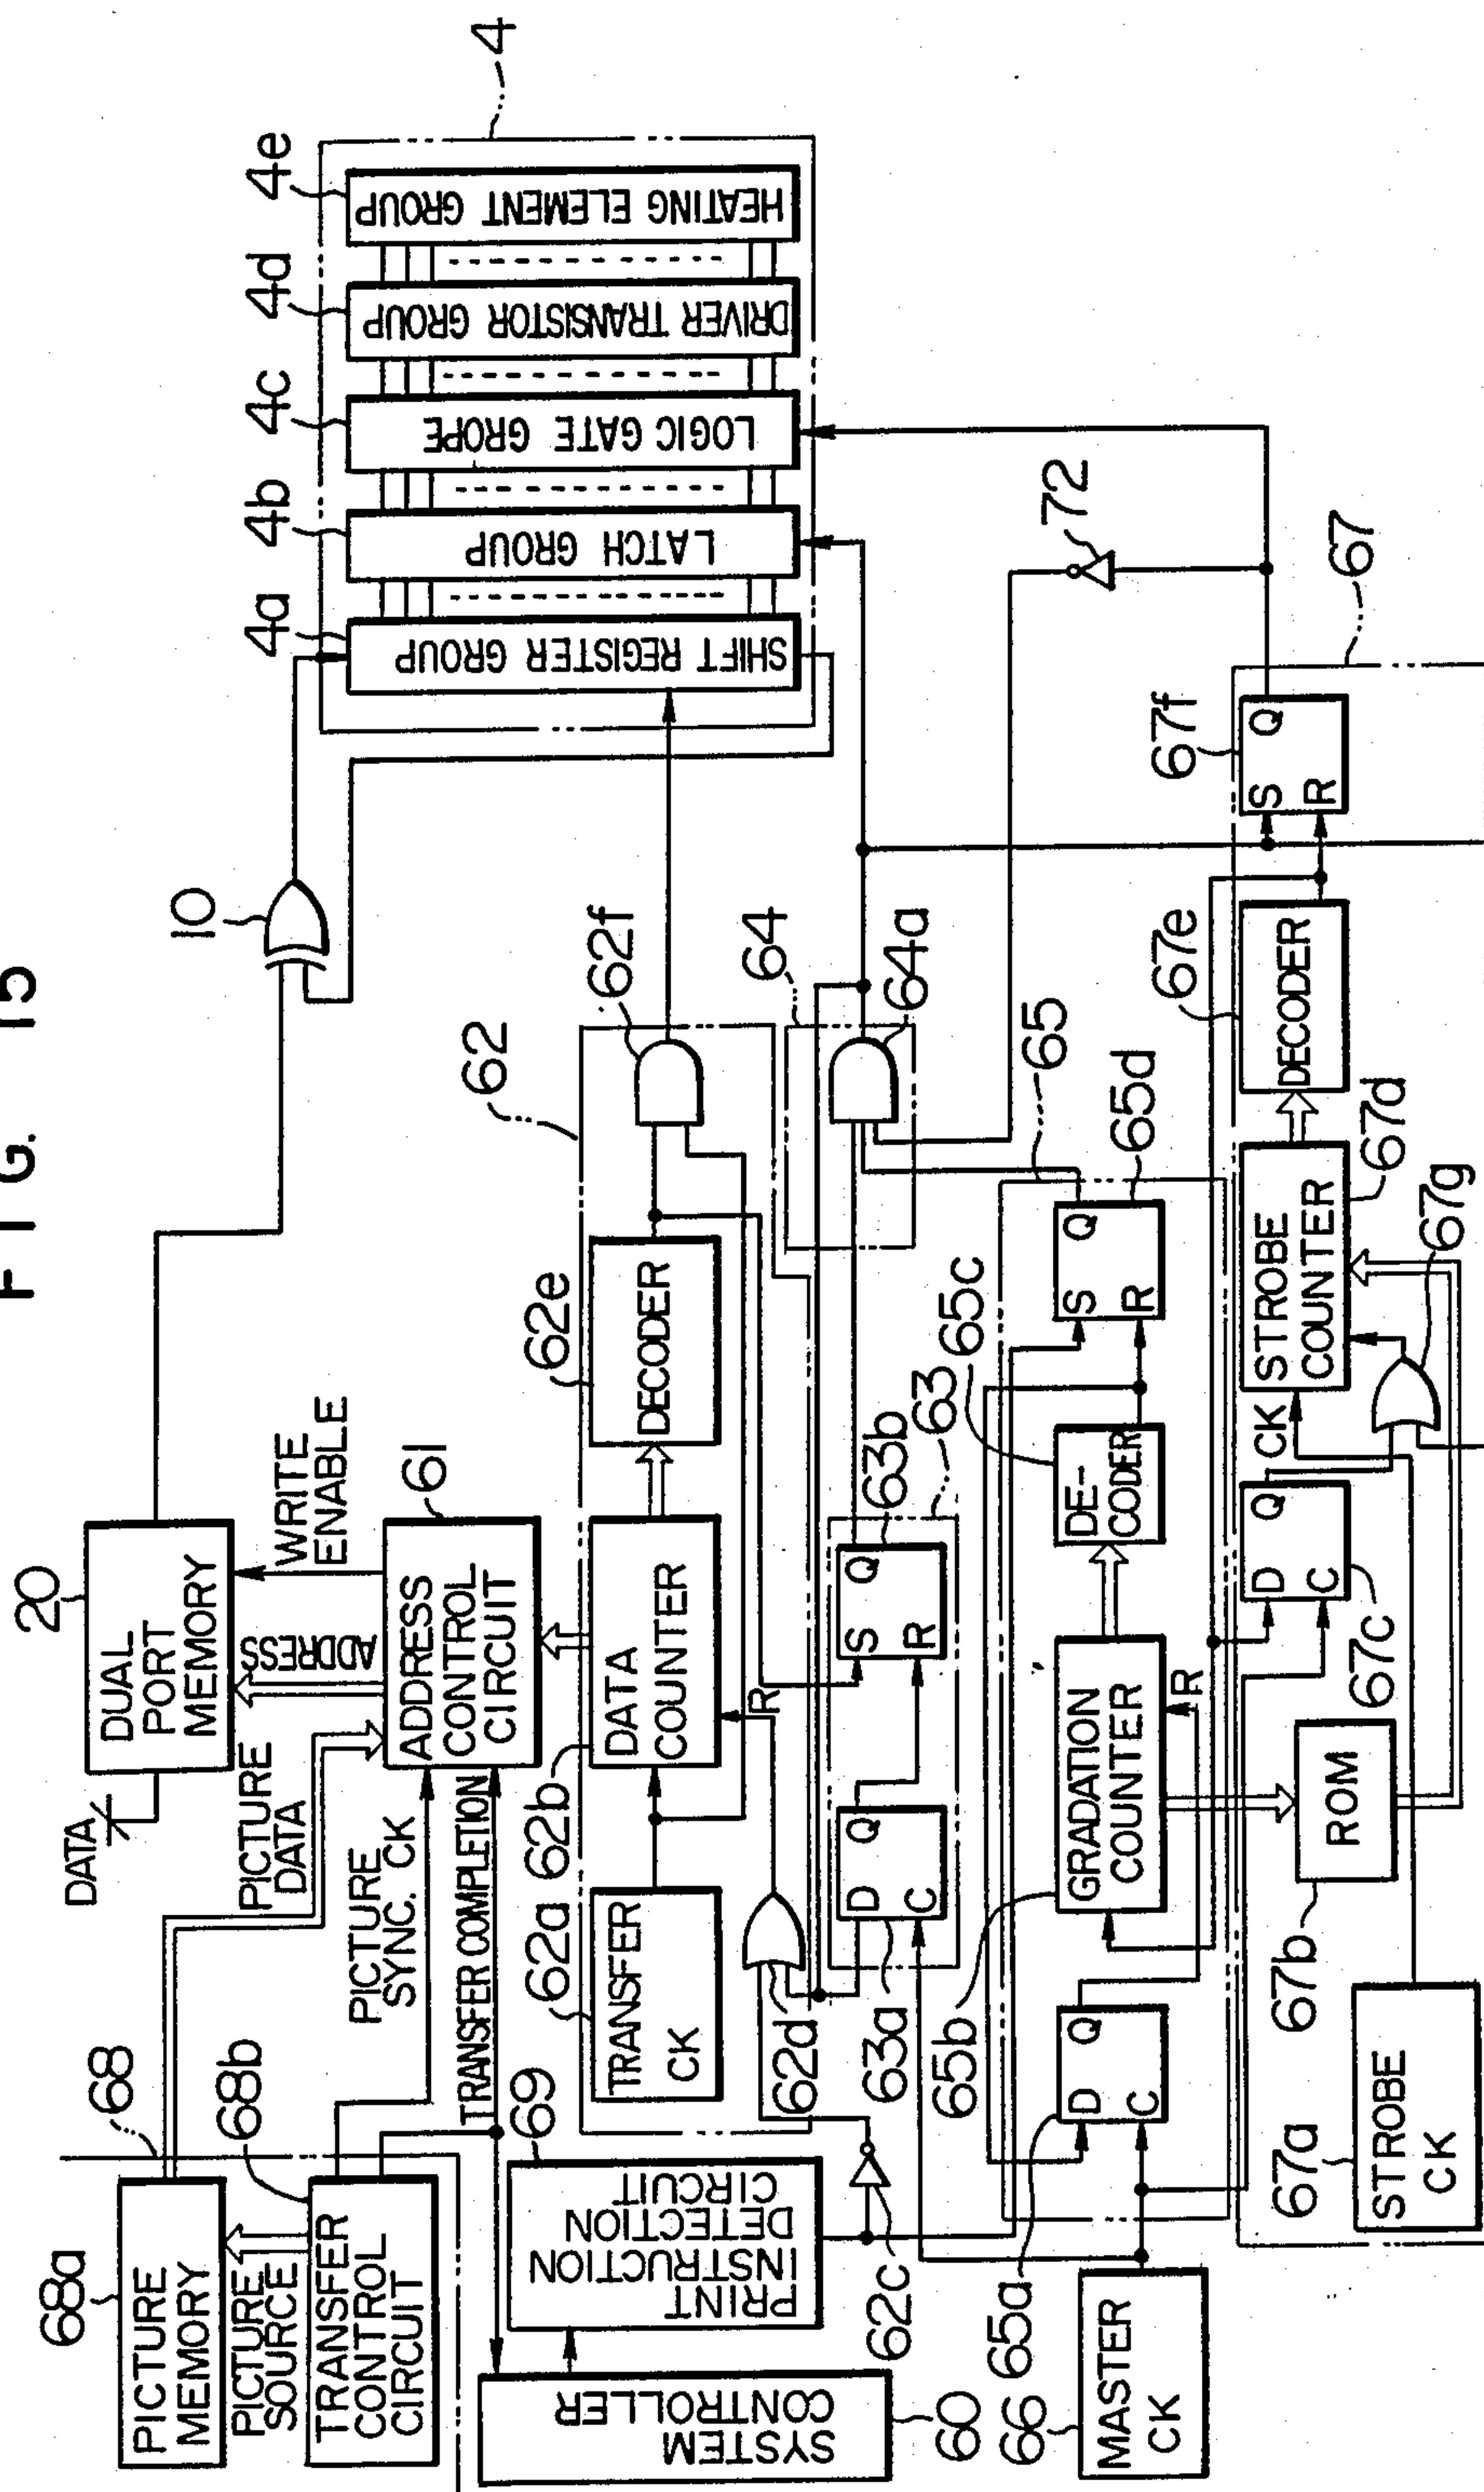 FIG. 15
68a
PICTURE
MEMORY
PICTURE
SOURCE
68
68b
TRANSFER
CONTROL
CIRCUIT
DATA
20
DUAL
PORT
MEMORY
PICTURE
DATA
ADDRESS
WRITE
ENABLE
PICTURE
SYNC. CK
TRANSFER COMPLETION
61
ADDRESS
CONTROL
CIRCUIT
10
4
4a
SHIFT REGISTER GROUP
4b
LATCH GROUP
4c
LOGIC GATE GROPE
4d
DRIVER TRANSISTOR GROUP
4e
HEATING ELEMENT GROUP
60
SYSTEM
CONTROLLER
69
PRINT
INSTRUCTION
DETECTION
CIRCUIT
62
62a
TRANSFER
CK
62b
DATA
COUNTER
R
62c
62d
62e
DECODER
62f
63
63a
D Q
C
63b
S Q
R
64
64a
65
65a
D Q
C
65b
GRADATION
COUNTER
R
65c
DE-
CODER
65d
S Q
R
66
MASTER
CK
67
67a
STROBE
CK
67b
ROM
67c
D Q
C
CK
67d
STROBE
COUNTER
67g
67e
DECODER
67f
S Q
R
72